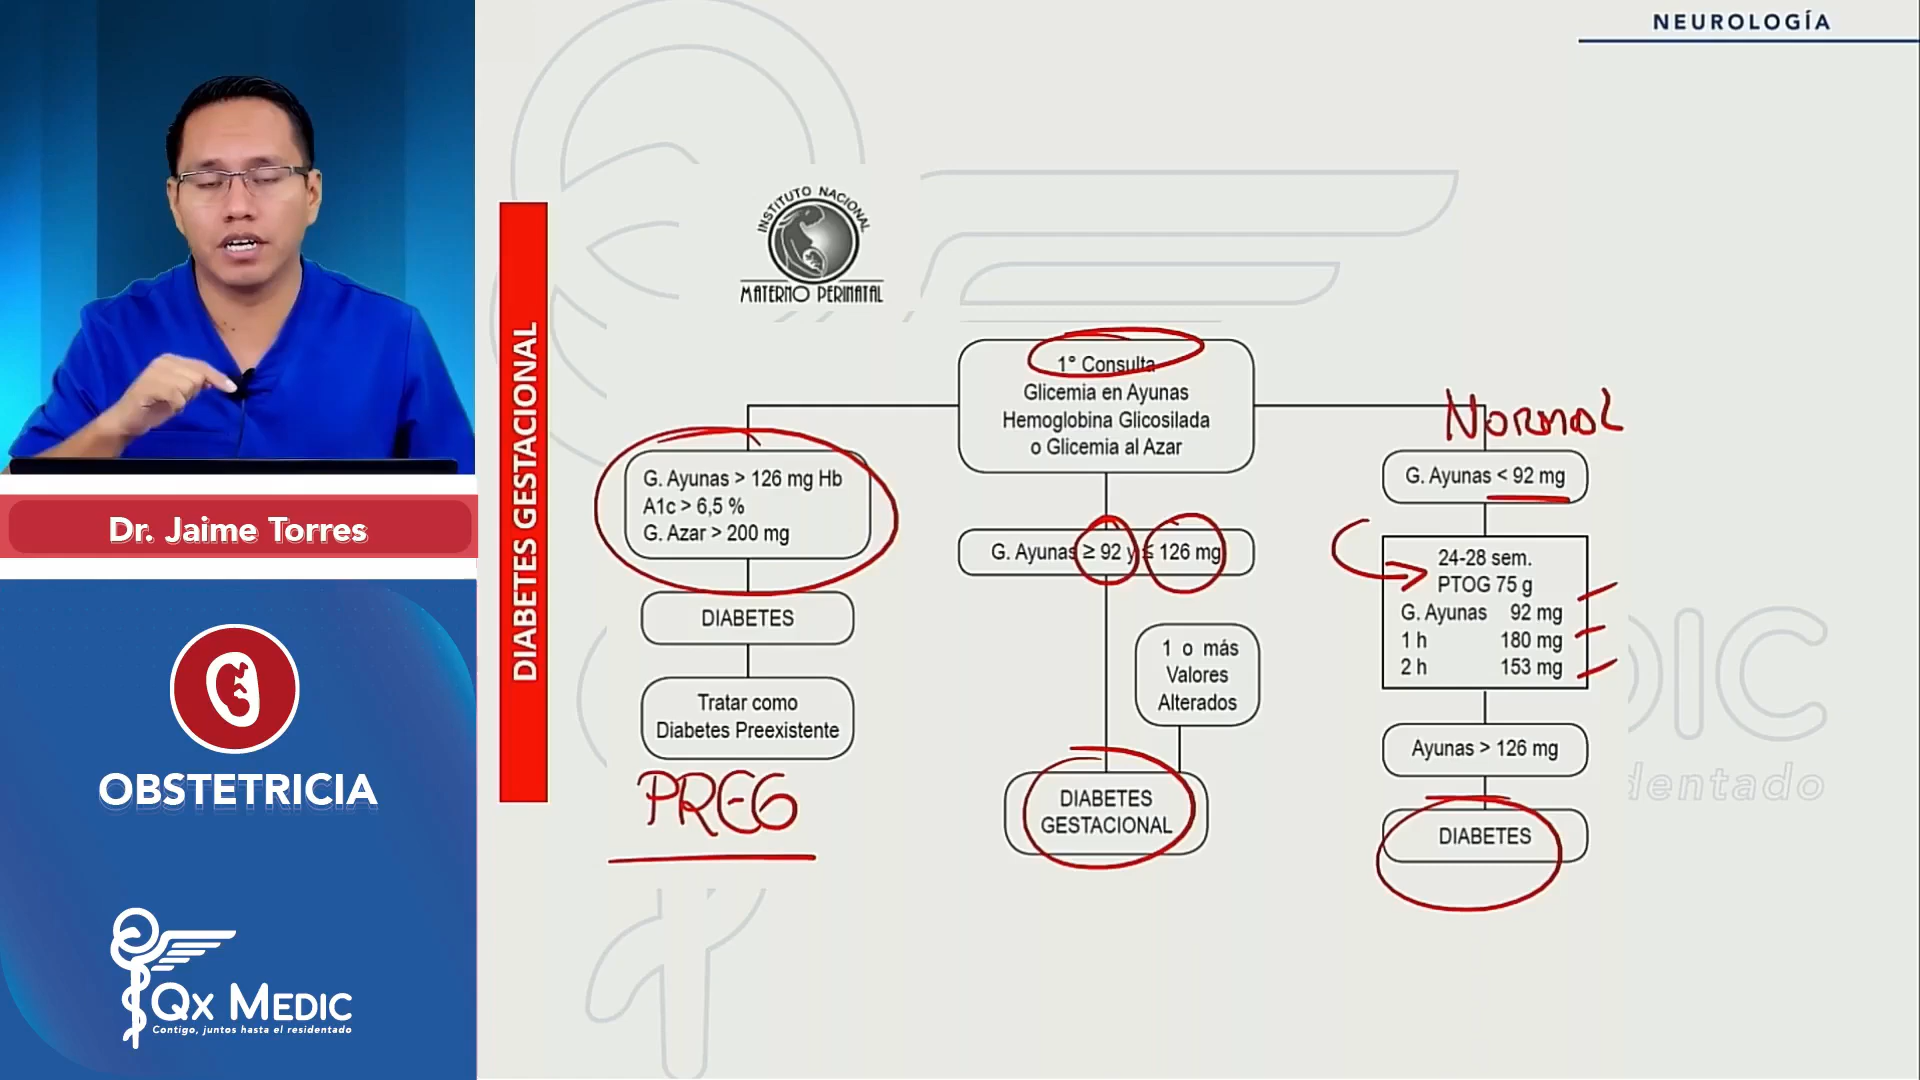 NEUROLOGÍA
INSTITUTO NACIONAL
MATERNO PERINATAL
DIABETES GESTACIONAL
1° Consulta
Glicemia en Ayunas
Hemoglobina Glicosilada
o Glicemia al Azar
G. Ayunas > 126 mg Hb
A1c > 6,5 %
G. Azar > 200 mg
DIABETES
Tratar como
Diabetes Preexistente
PREG
G. Ayunas ≥ 92 y ≤ 126 mg
1 o más
Valores
Alterados
DIABETES
GESTACIONAL
NORMAL
G. Ayunas < 92 mg
24-28 sem.
PTOG 75 g
G. Ayunas 92 mg
1 h 180 mg
2 h 153 mg
Ayunas > 126 mg
DIABETES
DIC
dentado
Dr. Jaime Torres
OBSTETRICIA
QX MEDIC
Contigo, juntos hasta el residentado